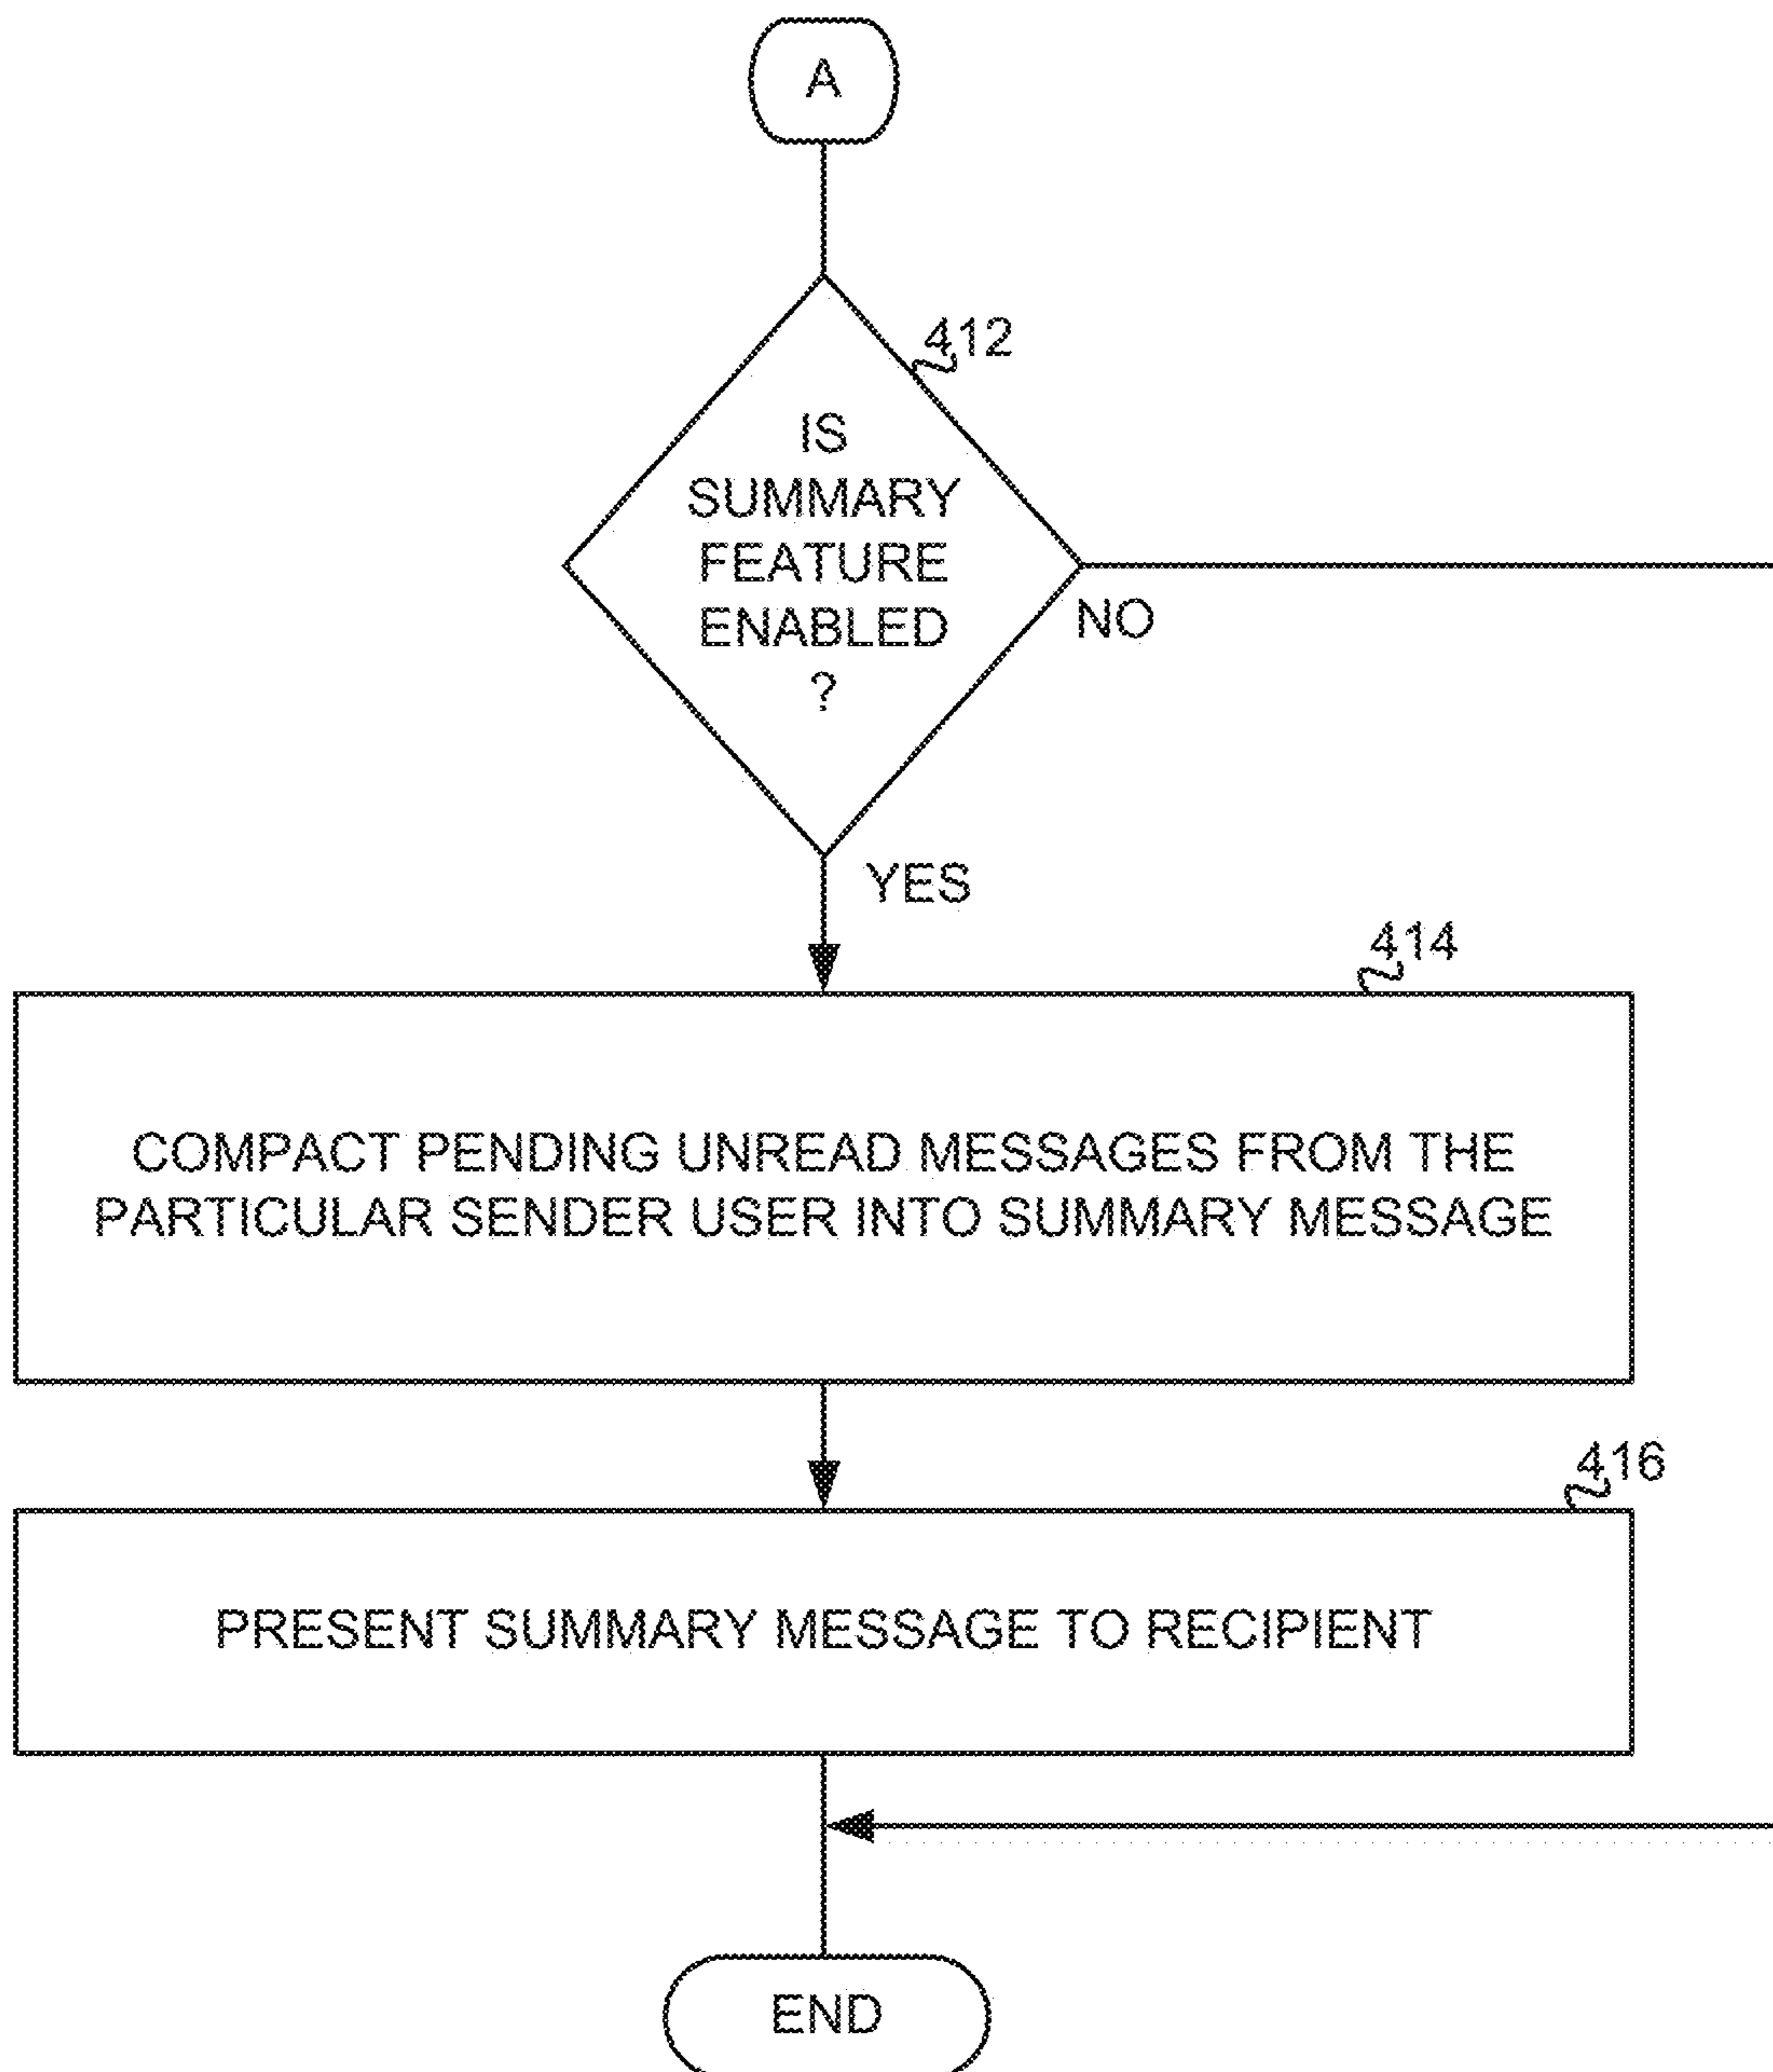 A
412
IS
SUMMARY
FEATURE
ENABLED
?
NO
YES
414
COMPACT PENDING UNREAD MESSAGES FROM THE
PARTICULAR SENDER USER INTO SUMMARY MESSAGE
416
PRESENT SUMMARY MESSAGE TO RECIPIENT
END